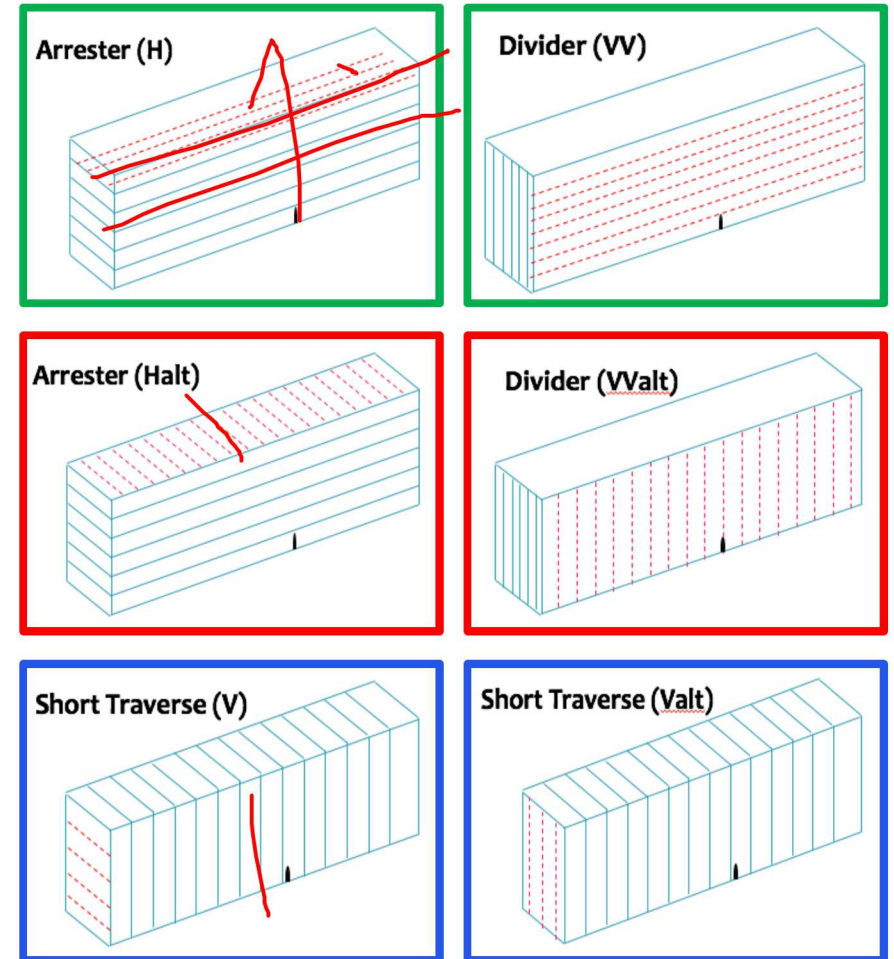 Arrester (H)
Divider (VV)
Arrester (Halt)
Divider (VValt)
Short Traverse (V)
Short Traverse (Valt)